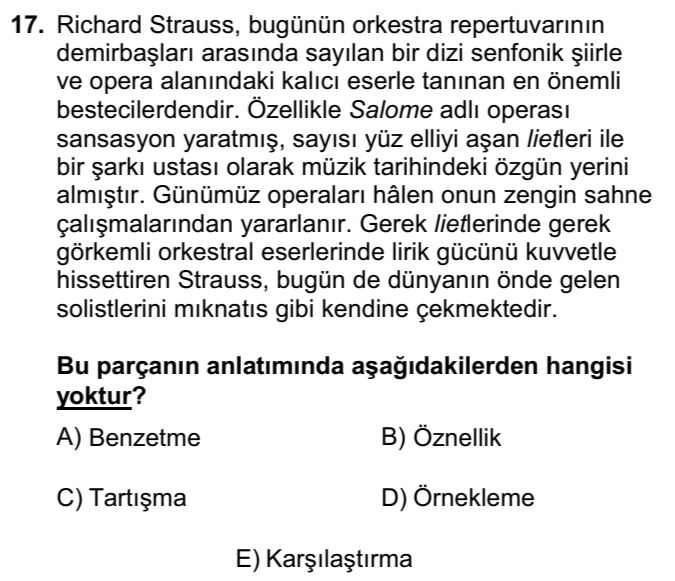 17. Richard Strauss, bugünün orkestra repertuvarının
demirbaşları arasında sayılan bir dizi senfonik şiirle
ve opera alanındaki kalıcı eserle tanınan en önemli
bestecilerdendir. Özellikle Salome adlı operası
sansasyon yaratmış, sayısı yüz elliyi aşan lietleri ile
bir şarkı ustası olarak müzik tarihindeki özgün yerini
almıştır. Günümüz operaları hâlen onun zengin sahne
çalışmalarından yararlanır. Gerek lietlerinde gerek
görkemli orkestral eserlerinde lirik gücünü kuvvetle
hissettiren Strauss, bugün de dünyanın önde gelen
solistlerini mıknatıs gibi kendine çekmektedir.
Bu parçanın anlatımında aşağıdakilerden hangisi
yoktur?
A) Benzetme B) Öznellik
C) Tartışma D) Örnekleme
E) Karşılaştırma